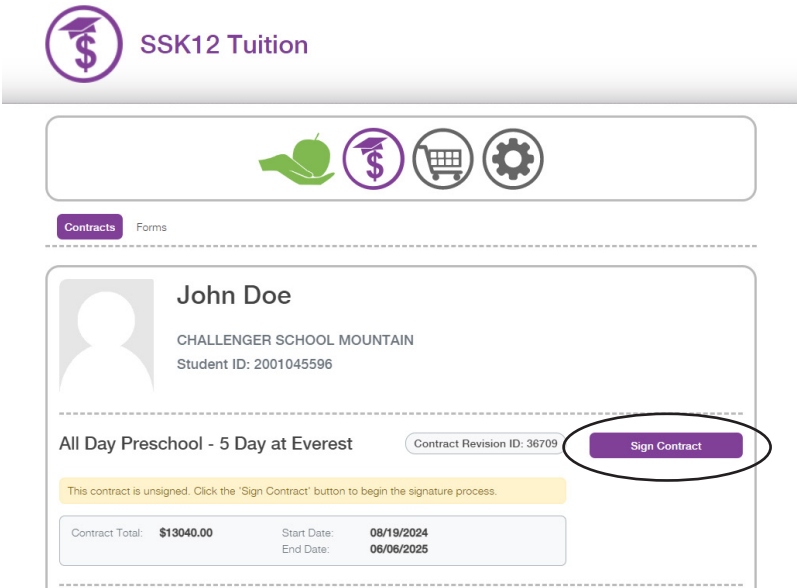 SSK12 Tuition
Contracts Forms
John Doe
CHALLENGER SCHOOL MOUNTAIN
Student ID: 2001045596
All Day Preschool - 5 Day at Everest Contract Revision ID: 36709 Sign Contract
This contract is unsigned. Click the 'Sign Contract' button to begin the signature process.
Contract Total: $13040.00 Start Date: 08/19/2024
End Date: 06/06/2025